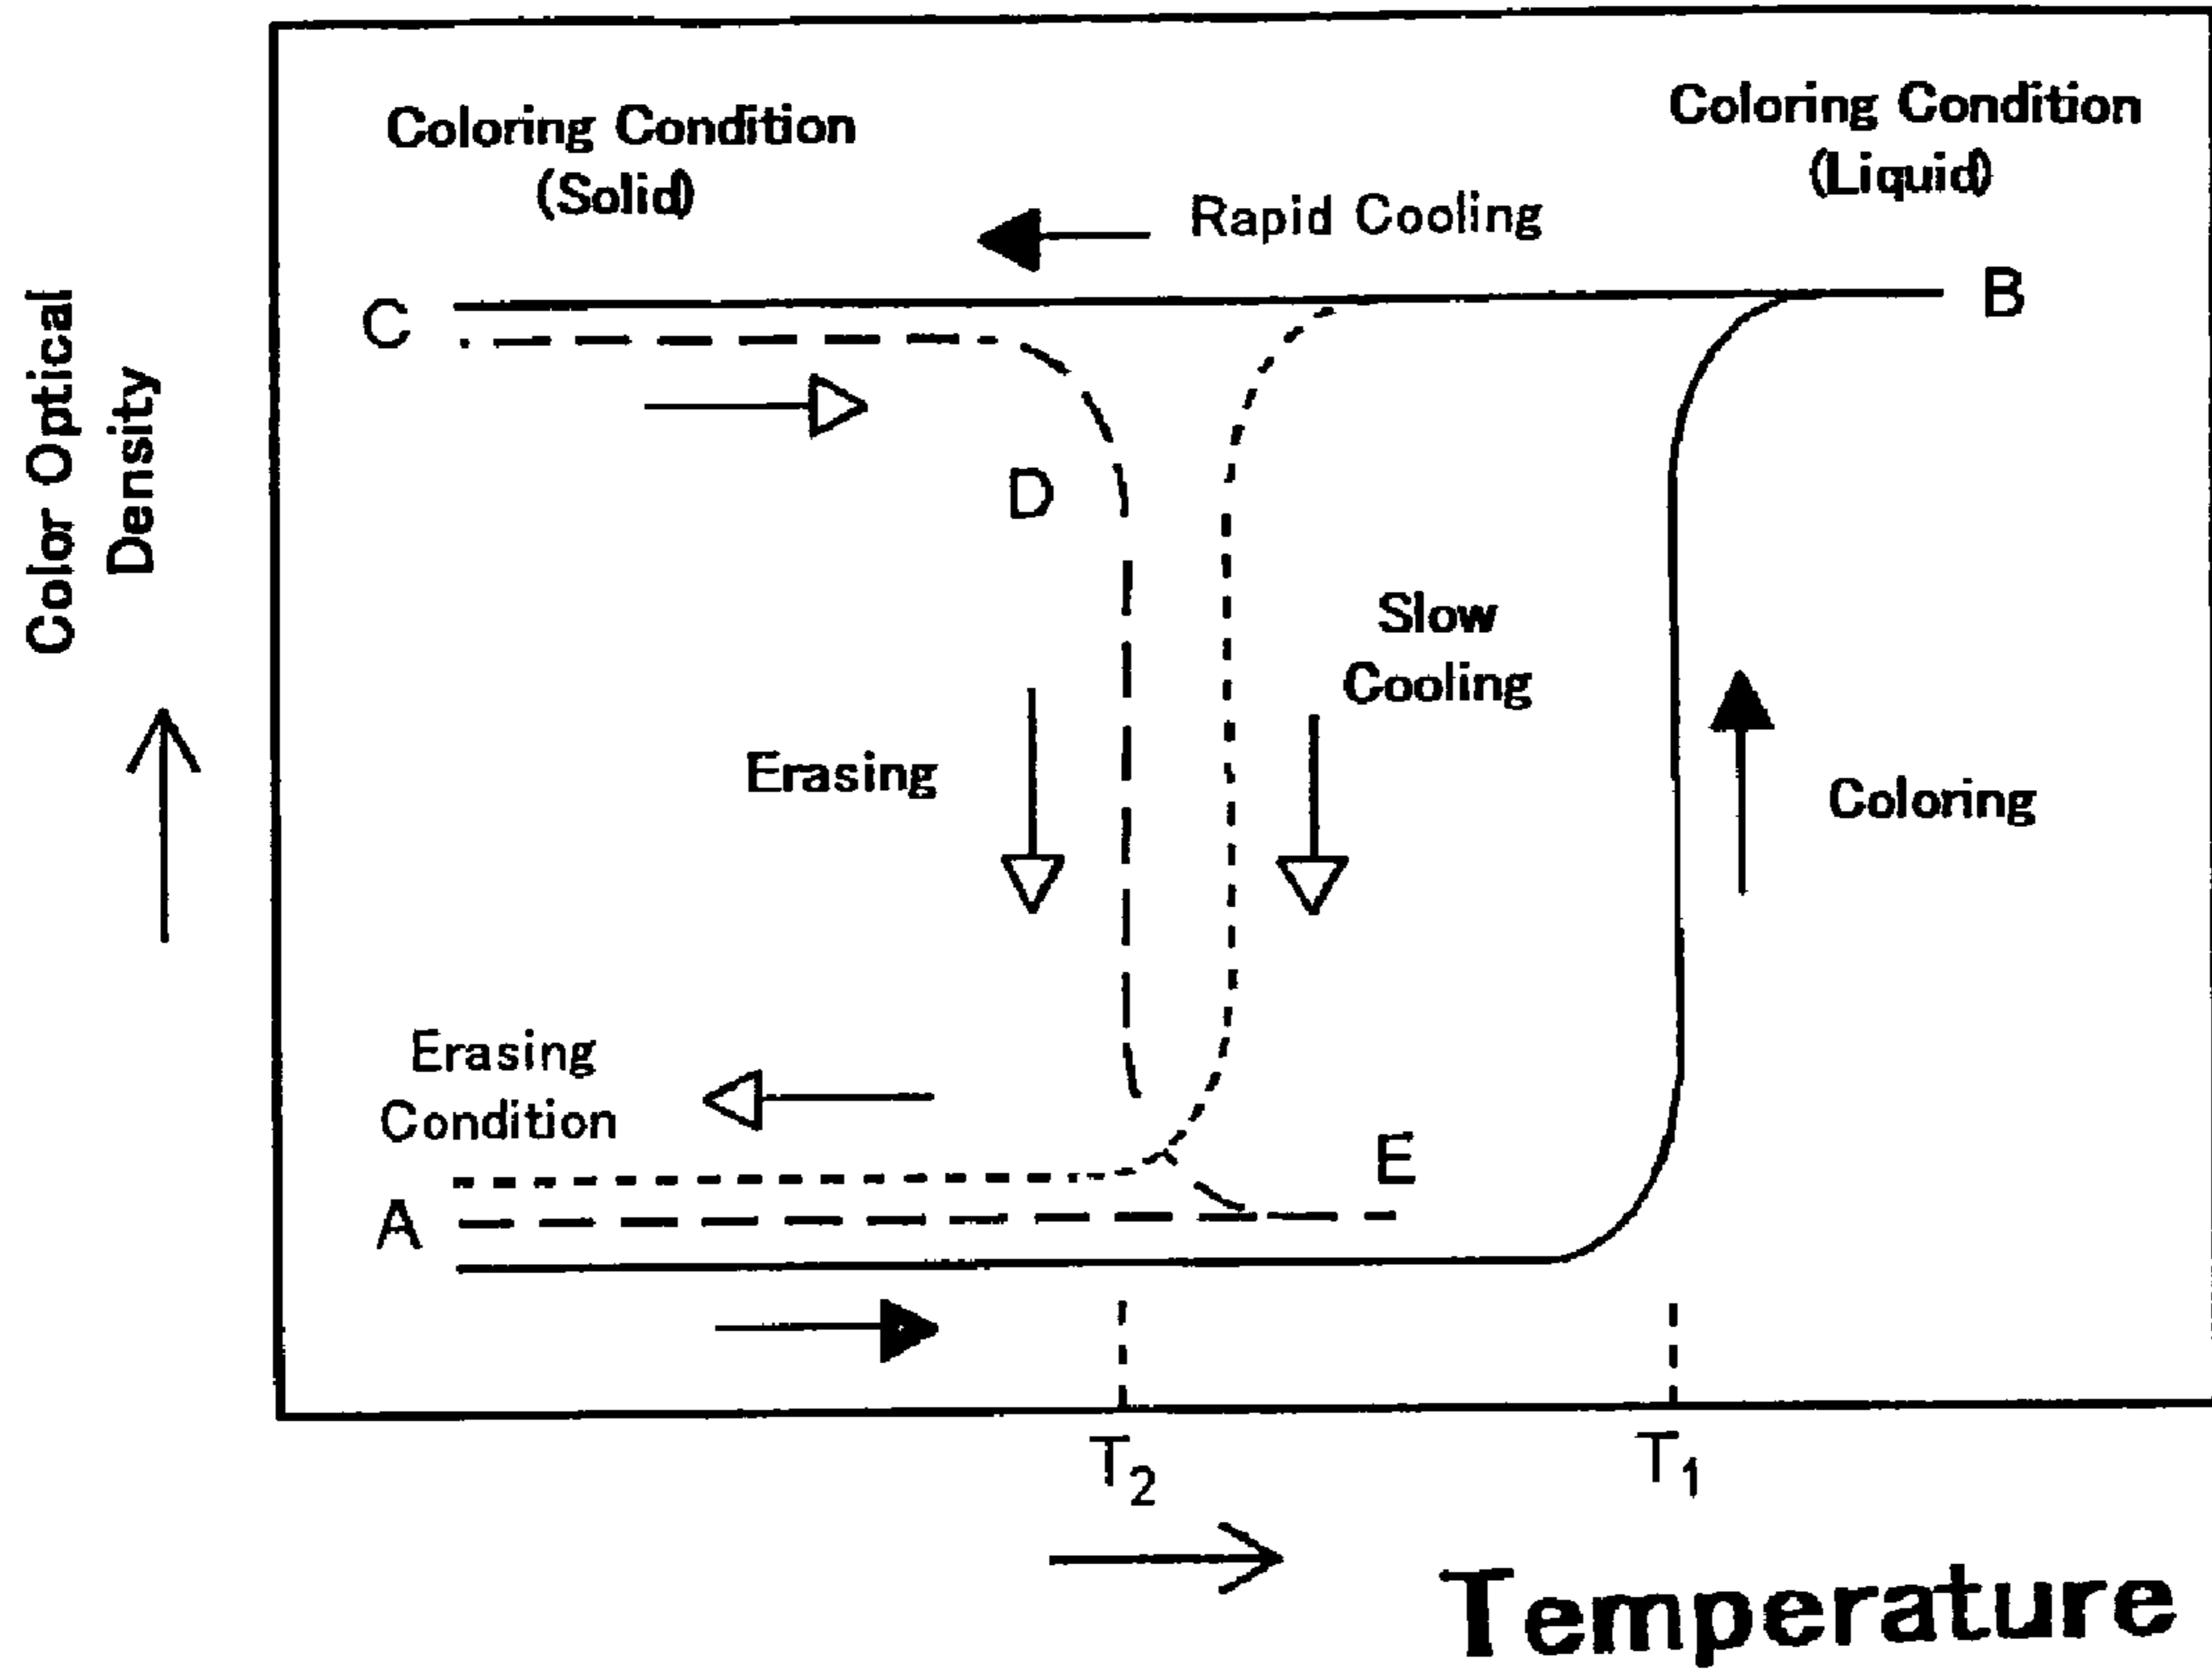 Coloring Condition
(Solid)
Coloring Condition
(Liquid)
Rapid Cooling
C
B
D
Color Optical
Density
Slow
Cooling
Erasing
Coloring
Erasing
Condition
E
A
T₂
T₁
Temperature